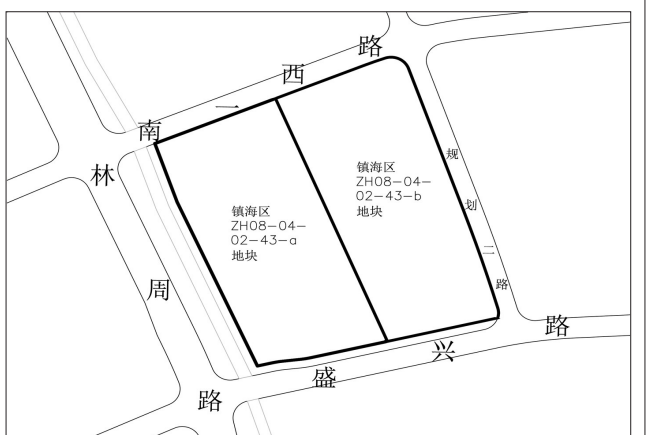 南一西路
林周路
镇海区
ZH08-04-
02-43-a
地块
镇海区
ZH08-04-
02-43-b
地块
规划二路
盛兴路